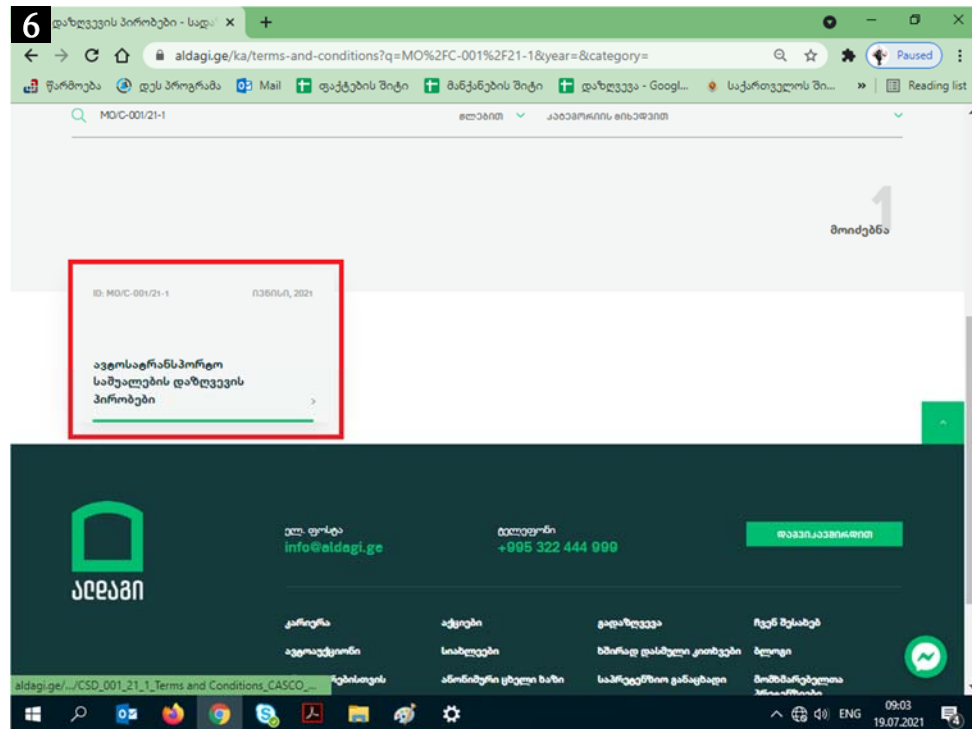 6
დაზღვევის პირობები - სადა
aldagi.ge/ka/terms-and-conditions?q=MO%2FC-001%2F21-1&year=&category=
Paused
წარმოება დეს პროგრამა Mail ფაქტების შიტი მანქანების შიტი დაზღვევა - Googl... საქართველოს ში... » Reading list
MO/C-001/21-1 წლებით კატეგორიის მიხედვით
1
მოიძებნა
ID: MO/C-001/21-1 ივნისი, 2021
ავტოსატრანსპორტო
საშუალების დაზღვევის
პირობები
ელ. ფოსტა ტელეფონი დაგვიკავშირდით
info@aldagi.ge +995 322 444 999
ალდაგი
კარიერა აქციები გადაზღვევა ჩვენ შესახებ
ავტოაუქციონი სიახლეები ხშირად დასმული კითხვები ბლოგი
რებისთვის ანონიმური ცხელი ხაზი საპრეტენზიო განაცხადი მომხმარებელთა
პრეტენზიები
aldagi.ge/.../CSD_001_21_1_Terms and Conditions_CASCO_...
ENG 09:03
19.07.2021
4